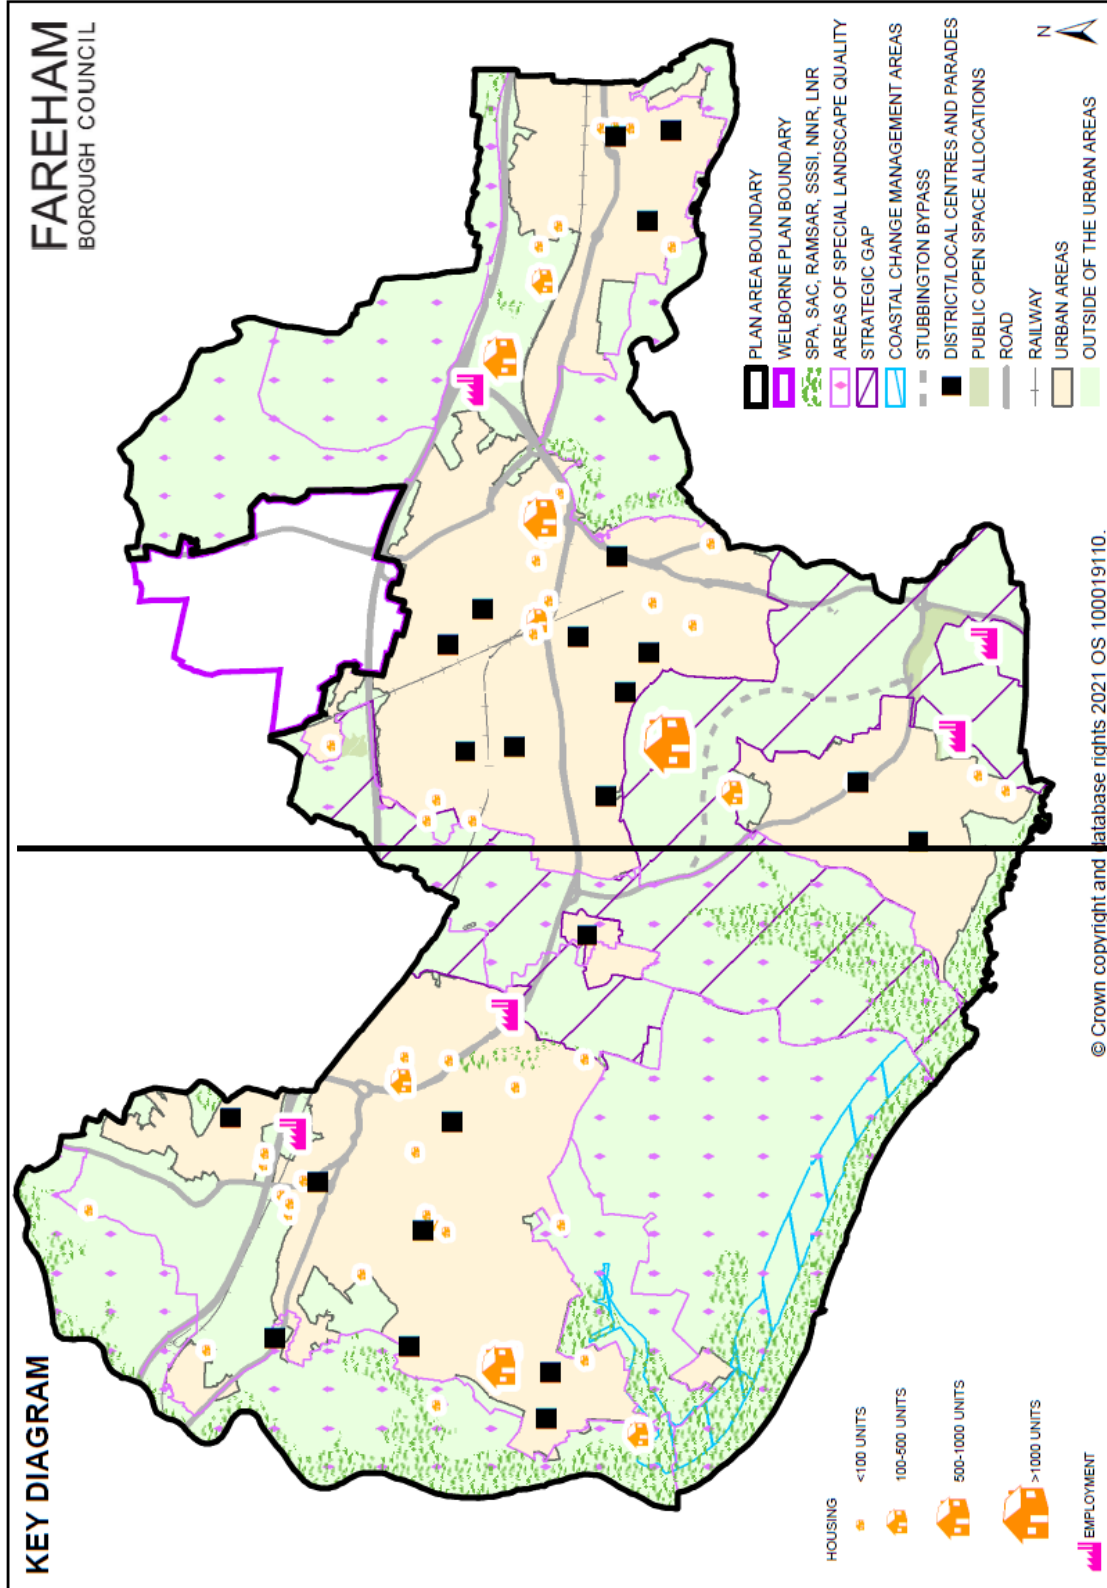 KEY DIAGRAM
FAREHAM
BOROUGH COUNCIL
PLAN AREA BOUNDARY
WELBORNE PLAN BOUNDARY
SPA, SAC, RAMSAR, SSSI, NNR, LNR
AREAS OF SPECIAL LANDSCAPE QUALITY
STRATEGIC GAP
COASTAL CHANGE MANAGEMENT AREAS
STUBBINGTON BYPASS
DISTRICT/LOCAL CENTRES AND PARADES
PUBLIC OPEN SPACE ALLOCATIONS
ROAD
RAILWAY
URBAN AREAS
OUTSIDE OF THE URBAN AREAS
N
HOUSING
<100 UNITS
100-500 UNITS
500-1000 UNITS
>1000 UNITS
EMPLOYMENT
© Crown copyright and database rights 2021 OS 100019110.